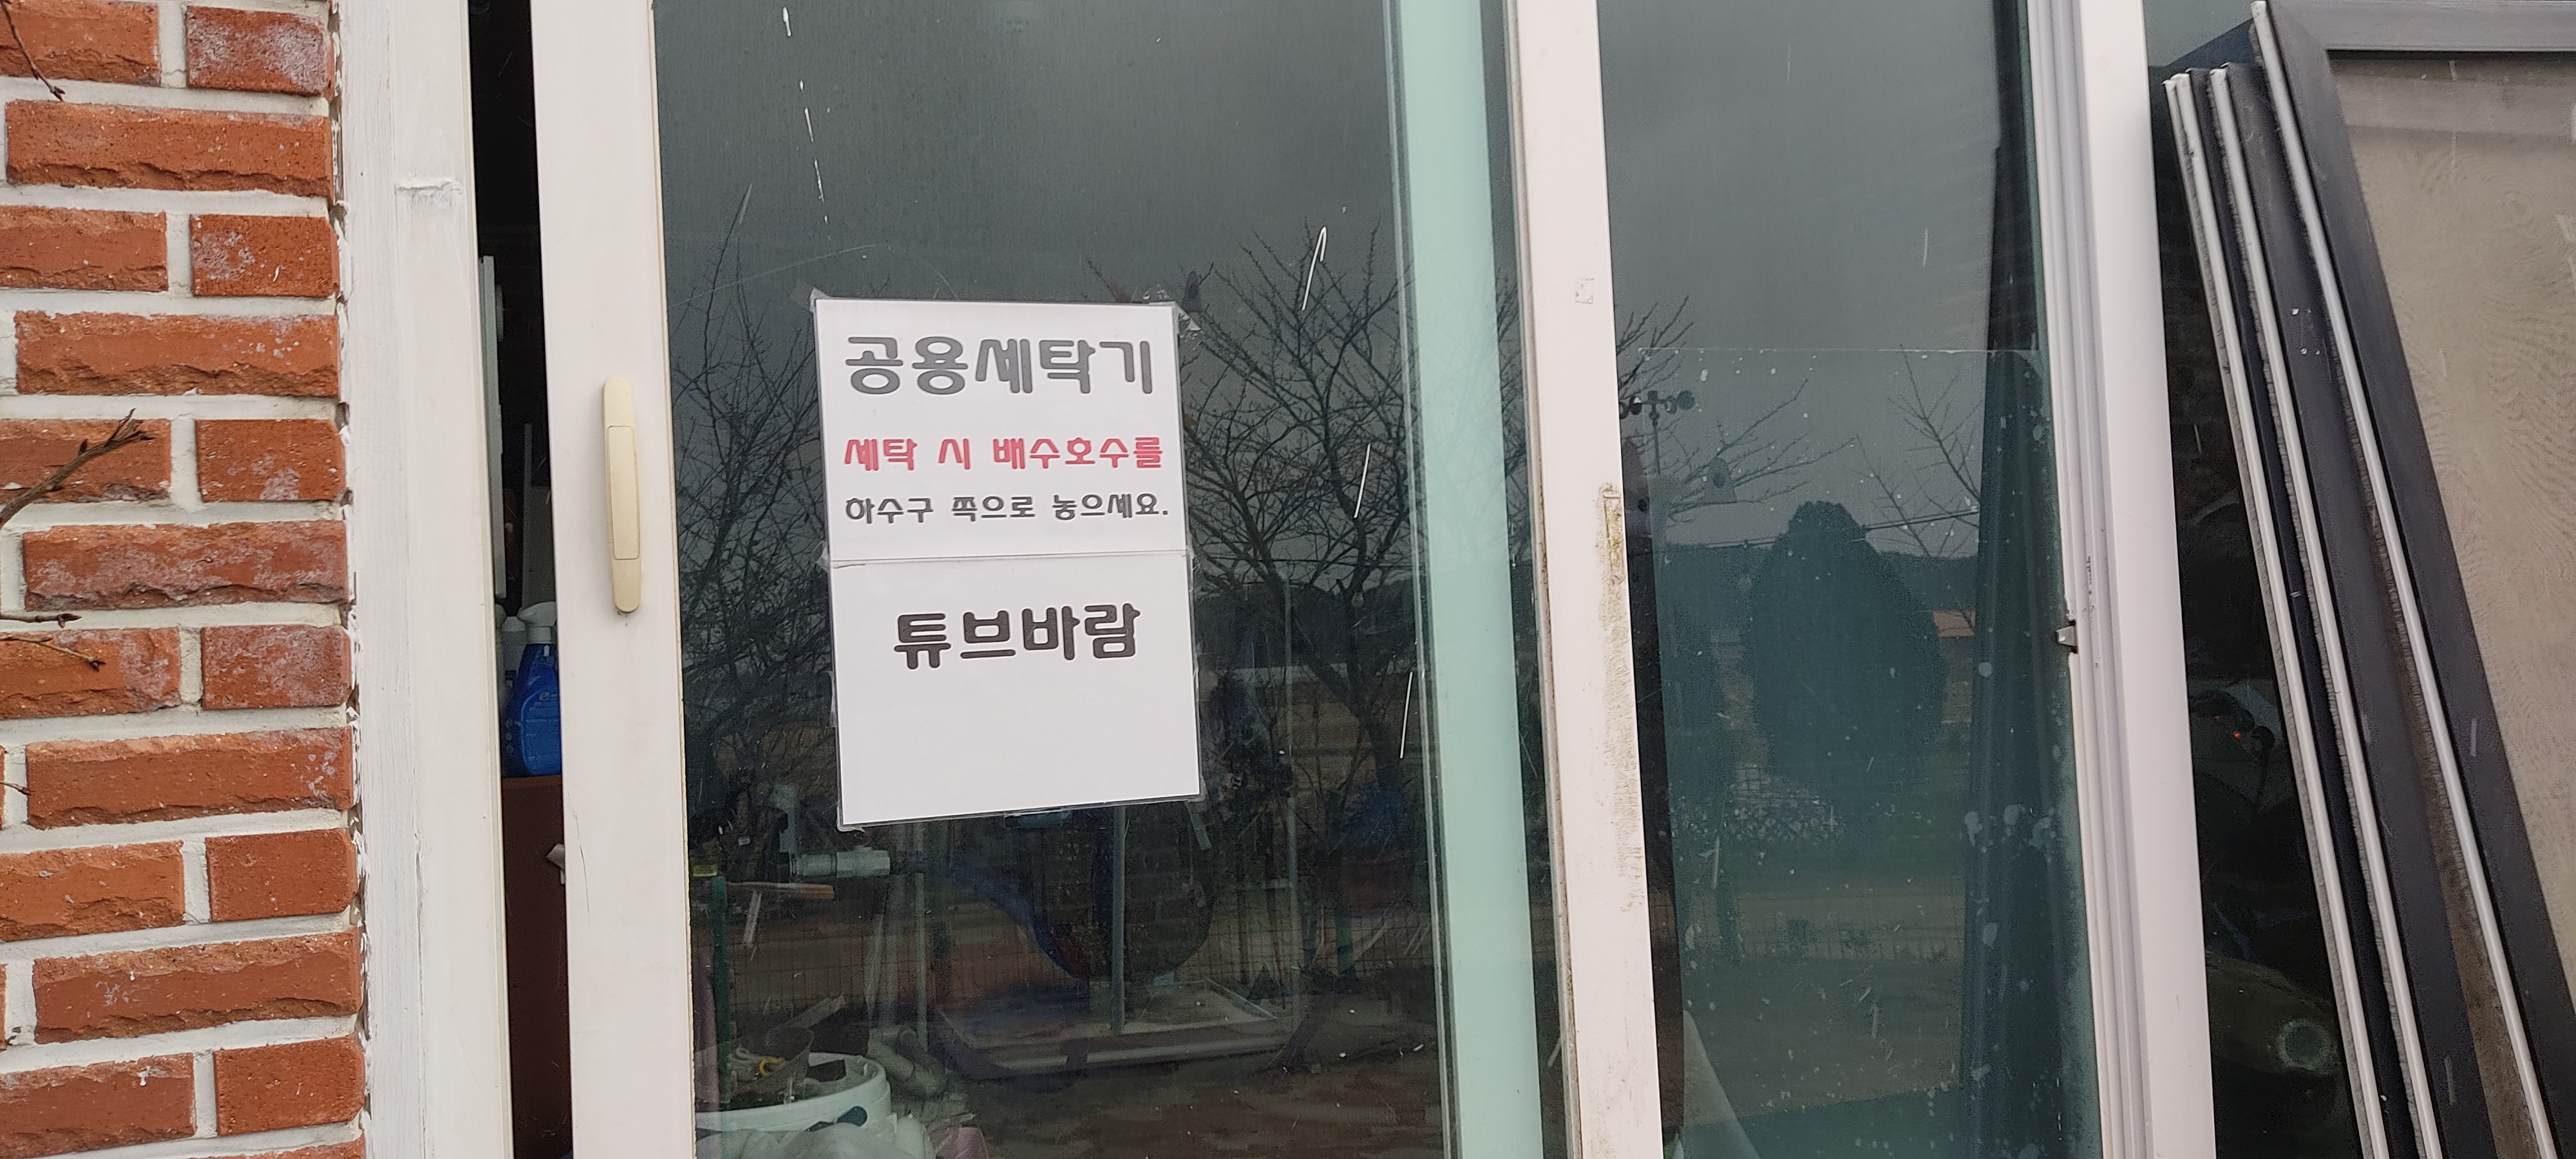 공용세탁기
세탁 시 배수호수를
하수구 쪽으로 놓으세요.
튜브바람